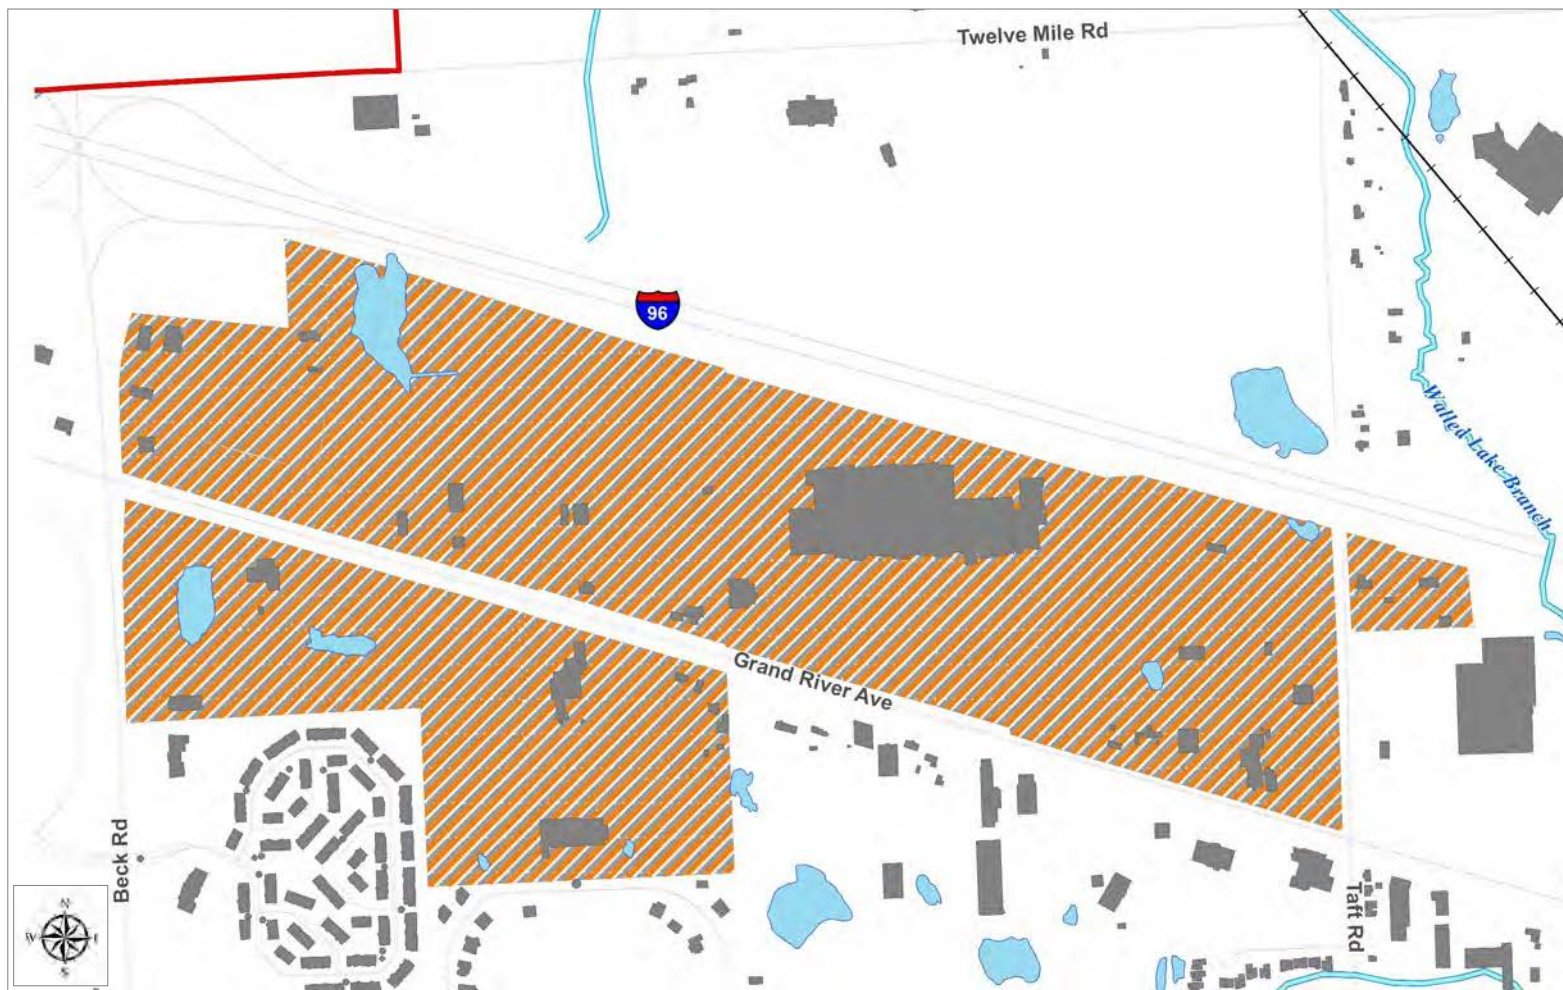 Twelve Mile Rd
96
Walled Lake Branch
Grand River Ave
Beck Rd
Taft Rd
N
W
S